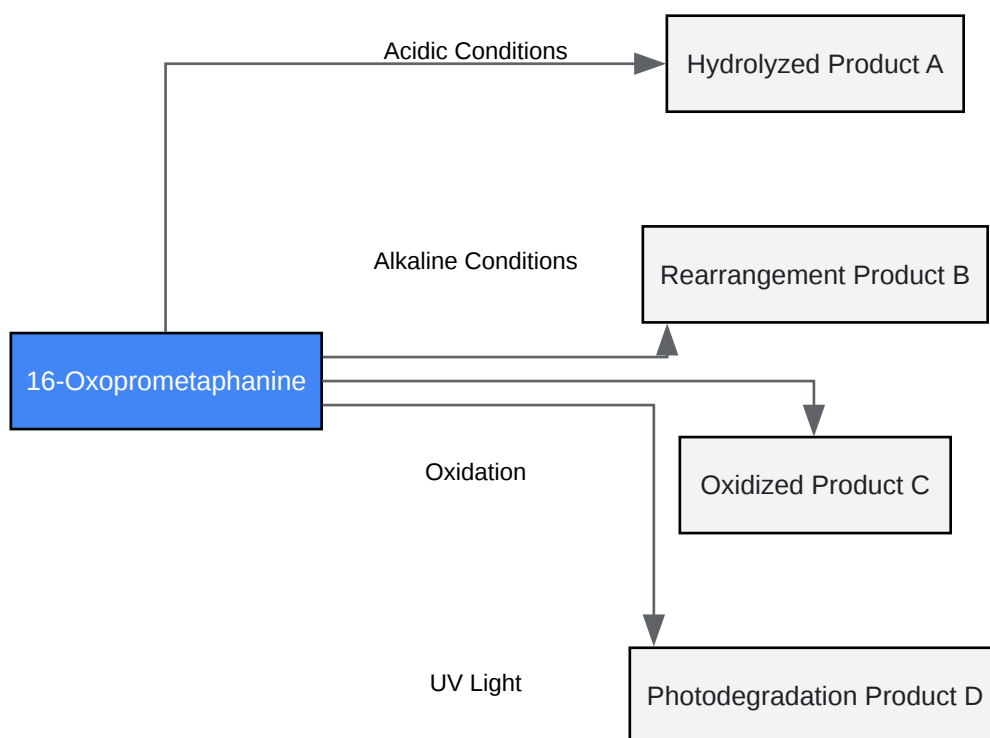 Acidic Conditions
Hydrolyzed Product A
Alkaline Conditions
Rearrangement Product B
16-Oxoprometaphanine
Oxidation
Oxidized Product C
UV Light
Photodegradation Product D